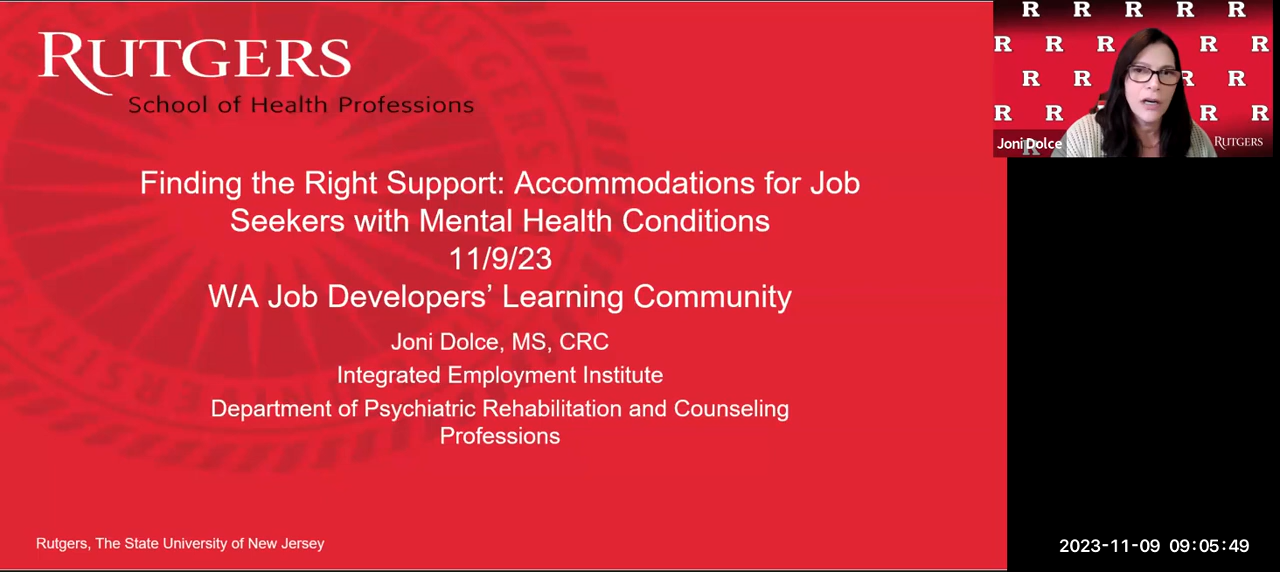 RUTGERS
School of Health Professions
Finding the Right Support: Accommodations for Job
Seekers with Mental Health Conditions
11/9/23
WA Job Developers’ Learning Community
Joni Dolce, MS, CRC
Integrated Employment Institute
Department of Psychiatric Rehabilitation and Counseling
Professions
Rutgers, The State University of New Jersey
R R R R R
R R R R R
R R R R
R R R R
Joni Dolce
RUTGERS
2023-11-09 09:05:49